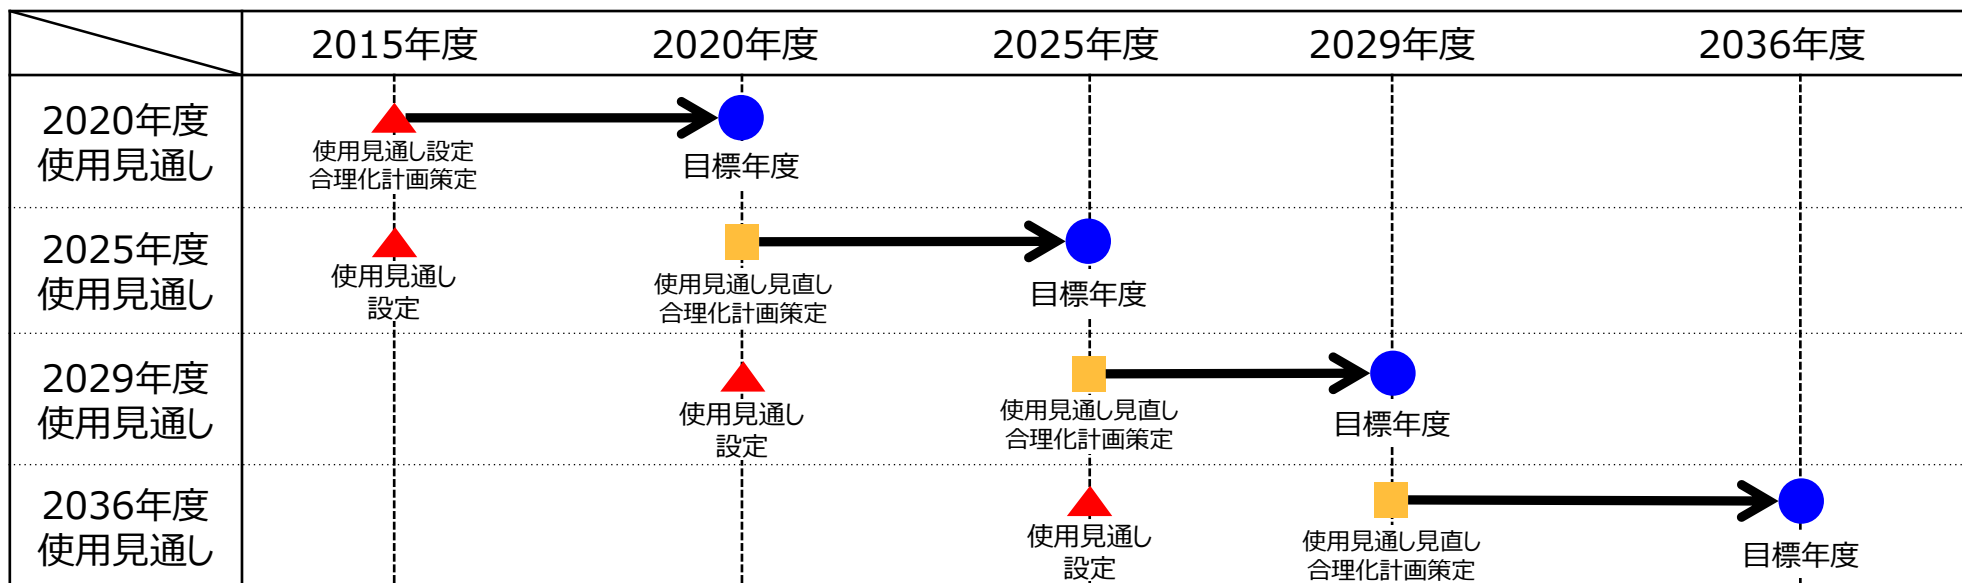 2015年度
2020年度
2025年度
2029年度
2036年度
2020年度
使用見通し
使用見通し設定
合理化計画策定
目標年度
2025年度
使用見通し
使用見通し
設定
使用見通し見直し
合理化計画策定
目標年度
2029年度
使用見通し
使用見通し
設定
使用見通し見直し
合理化計画策定
目標年度
2036年度
使用見通し
使用見通し
設定
使用見通し見直し
合理化計画策定
目標年度